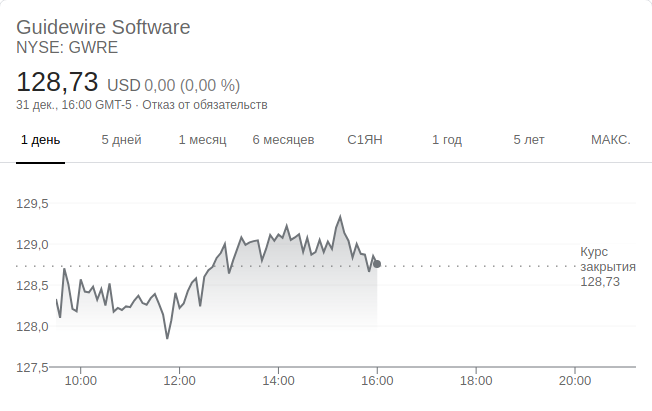 Guidewire Software
NYSE: GWRE
128,73 USD 0,00 (0,00 %)
31 дек., 16:00 GMT-5 · Отказ от обязательств
1 день 5 дней 1 месяц 6 месяцев С1ЯН 1 год 5 лет МАКС.
129,5
129,0
Курс
закрытия
128,73
128,5
128,0
127,5
10:00 12:00 14:00 16:00 18:00 20:00